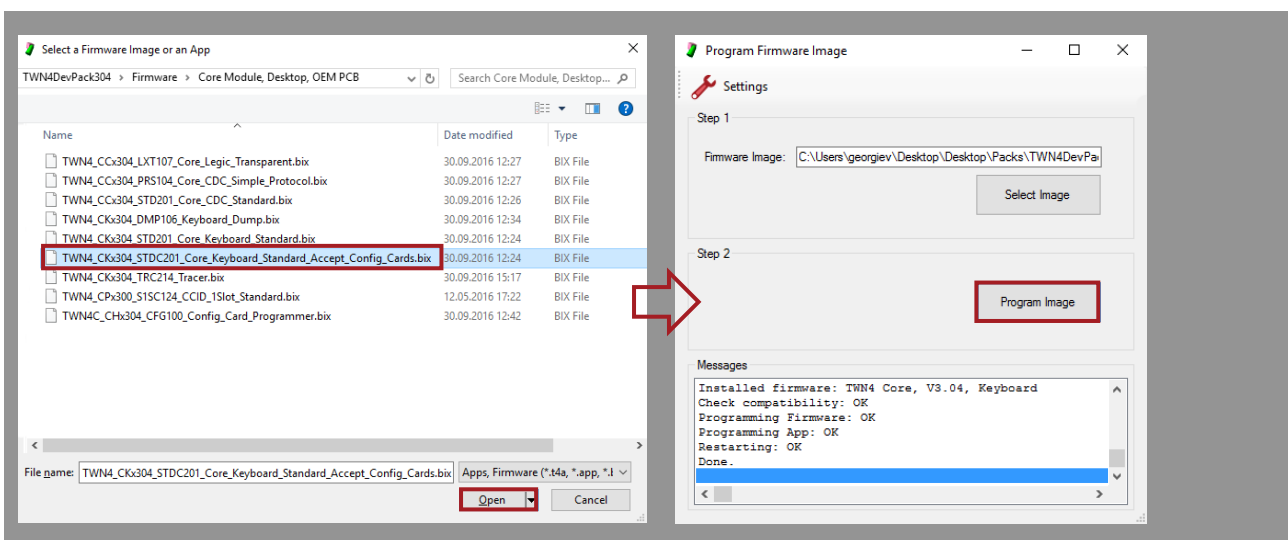 Select a Firmware Image or an App
TWN4DevPack304 > Firmware > Core Module, Desktop, OEM PCB
Search Core Module, Desktop...
Name Date modified Type
TWN4_CCx304_LXT107_Core_Legic_Transparent.bix 30.09.2016 12:27 BIX File
TWN4_CCx304_PRS104_Core_CDC_Simple_Protocol.bix 30.09.2016 12:27 BIX File
TWN4_CCx304_STD201_Core_CDC_Standard.bix 30.09.2016 12:26 BIX File
TWN4_CKx304_DMP106_Keyboard_Dump.bix 30.09.2016 12:34 BIX File
TWN4_CKx304_STD201_Core_Keyboard_Standard.bix 30.09.2016 12:24 BIX File
TWN4_CKx304_STDC201_Core_Keyboard_Standard_Accept_Config_Cards.bix 30.09.2016 12:24 BIX File
TWN4_CKx304_TRC214_Tracer.bix 30.09.2016 15:17 BIX File
TWN4_CPx300_S1SC124_CCID_1Slot_Standard.bix 12.05.2016 17:22 BIX File
TWN4C_CHx304_CFG100_Config_Card_Programmer.bix 30.09.2016 12:42 BIX File
File name: TWN4_CKx304_STDC201_Core_Keyboard_Standard_Accept_Config_Cards.bix Apps, Firmware (*.t4a, *.app, *.l
Open Cancel
Program Firmware Image
Settings
Step 1
Firmware Image: C:\Users\georgiev\Desktop\Desktop\Packs\TWN4DevPa
Select Image
Step 2
Program Image
Messages
Installed firmware: TWN4 Core, V3.04, Keyboard
Check compatibility: OK
Programming Firmware: OK
Programming App: OK
Restarting: OK
Done.